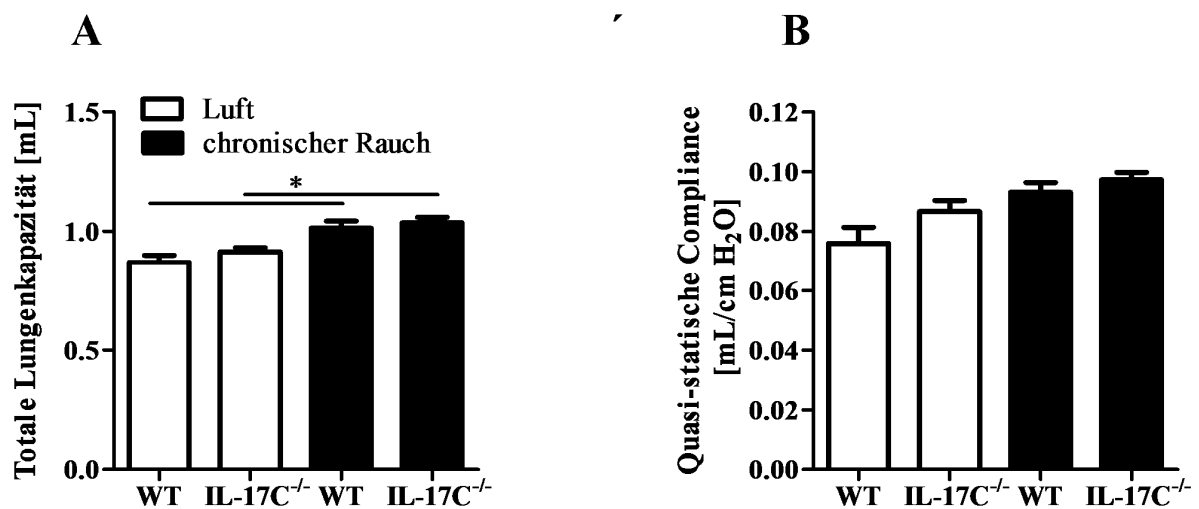 A
´
B
Luft
chronischer Rauch
Totale Lungenkapazität [mL]
1.5
1.0
0.5
0.0
*
WT
IL-17C⁻/⁻
WT
IL-17C⁻/⁻
Quasi-statische Compliance
[mL/cm H₂O]
0.12
0.10
0.08
0.06
0.04
0.02
0.00
WT
IL-17C⁻/⁻
WT
IL-17C⁻/⁻